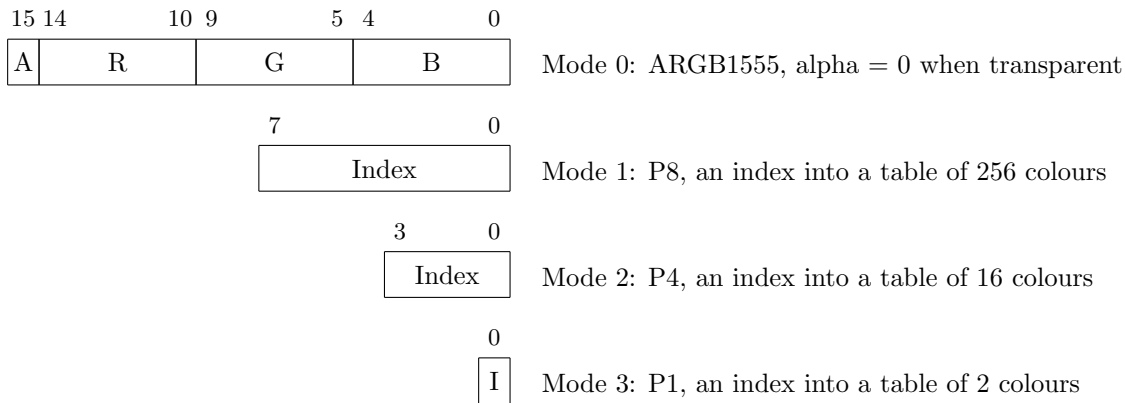 15 14 10 9 5 4 0
A R G B Mode 0: ARGB1555, alpha = 0 when transparent
7 0
Index Mode 1: P8, an index into a table of 256 colours
3 0
Index Mode 2: P4, an index into a table of 16 colours
0
I Mode 3: P1, an index into a table of 2 colours